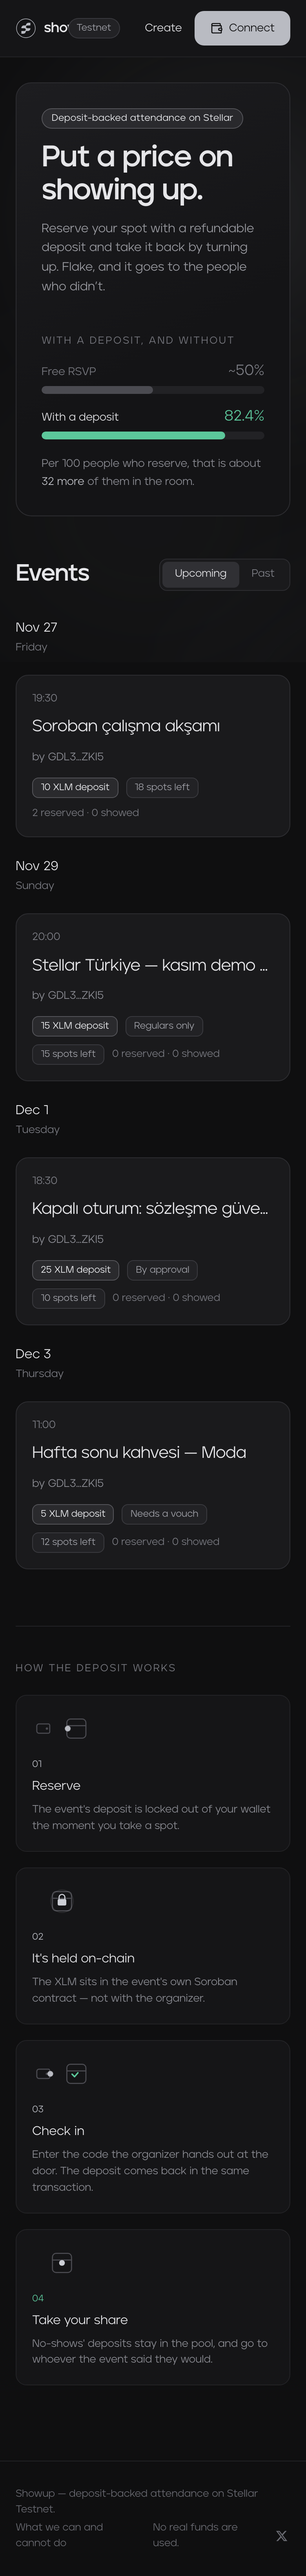 Testnet
Create
Connect
Deposit-backed attendance on Stellar
Put a price on
showing up.
Reserve your spot with a refundable
deposit and take it back by turning
up. Flake, and it goes to the people
who didn't.
WITH A DEPOSIT, AND WITHOUT
Free RSVP ~50%
With a deposit 82.4%
Per 100 people who reserve, that is about
32 more of them in the room.
Events
Upcoming Past
Nov 27
Friday
19:30
Soroban çalışma akşamı
by GDL3…ZKI5
10 XLM deposit 18 spots left
2 reserved · 0 showed
Nov 29
Sunday
20:00
Stellar Türkiye — kasım demo …
by GDL3…ZKI5
15 XLM deposit Regulars only
15 spots left 0 reserved · 0 showed
Dec 1
Tuesday
18:30
Kapalı oturum: sözleşme güve…
by GDL3…ZKI5
25 XLM deposit By approval
10 spots left 0 reserved · 0 showed
Dec 3
Thursday
11:00
Hafta sonu kahvesi — Moda
by GDL3…ZKI5
5 XLM deposit Needs a vouch
12 spots left 0 reserved · 0 showed
HOW THE DEPOSIT WORKS
01
Reserve
The event's deposit is locked out of your wallet
the moment you take a spot.
02
It's held on-chain
The XLM sits in the event's own Soroban
contract — not with the organizer.
03
Check in
Enter the code the organizer hands out at the
door. The deposit comes back in the same
transaction.
04
Take your share
No-shows' deposits stay in the pool, and go to
whoever the event said they would.
Showup — deposit-backed attendance on Stellar
Testnet.
What we can and
cannot do
No real funds are
used.